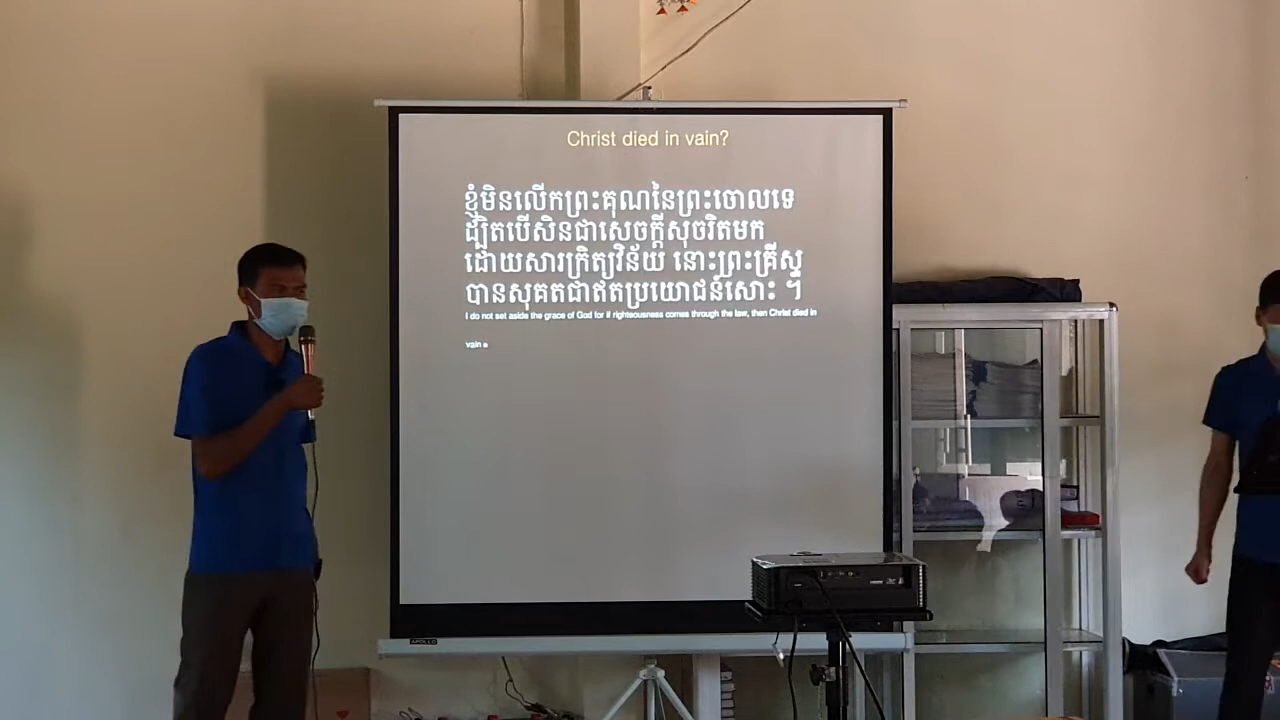 Christ died in vain?
ខ្ញុំមិនលើកព្រះគុណនៃព្រះចោលទេ
ដ្បិតបើសិនជាសេចក្ដីសុចរិតមក
ដោយសារក្រិត្យវិន័យ នោះព្រះគ្រីស្ទ
បានសុគតជាឥតប្រយោជន៍សោះ ។
I do not set aside the grace of God for if righteousness comes through the law, then Christ died in
vain
APOLLO